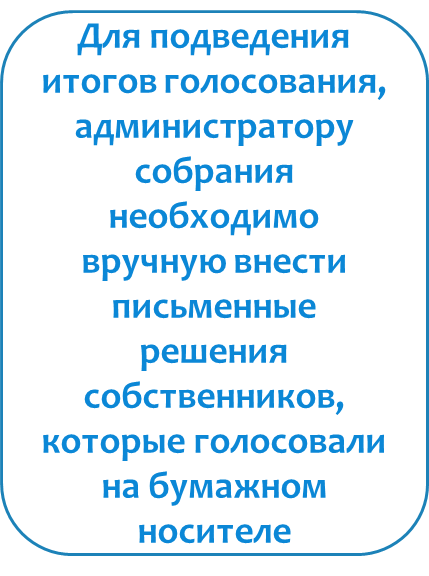 Для подведения
итогов голосования,
администратору
собрания
необходимо
вручную внести
письменные
решения
собственников,
которые голосовали
на бумажном
носителе